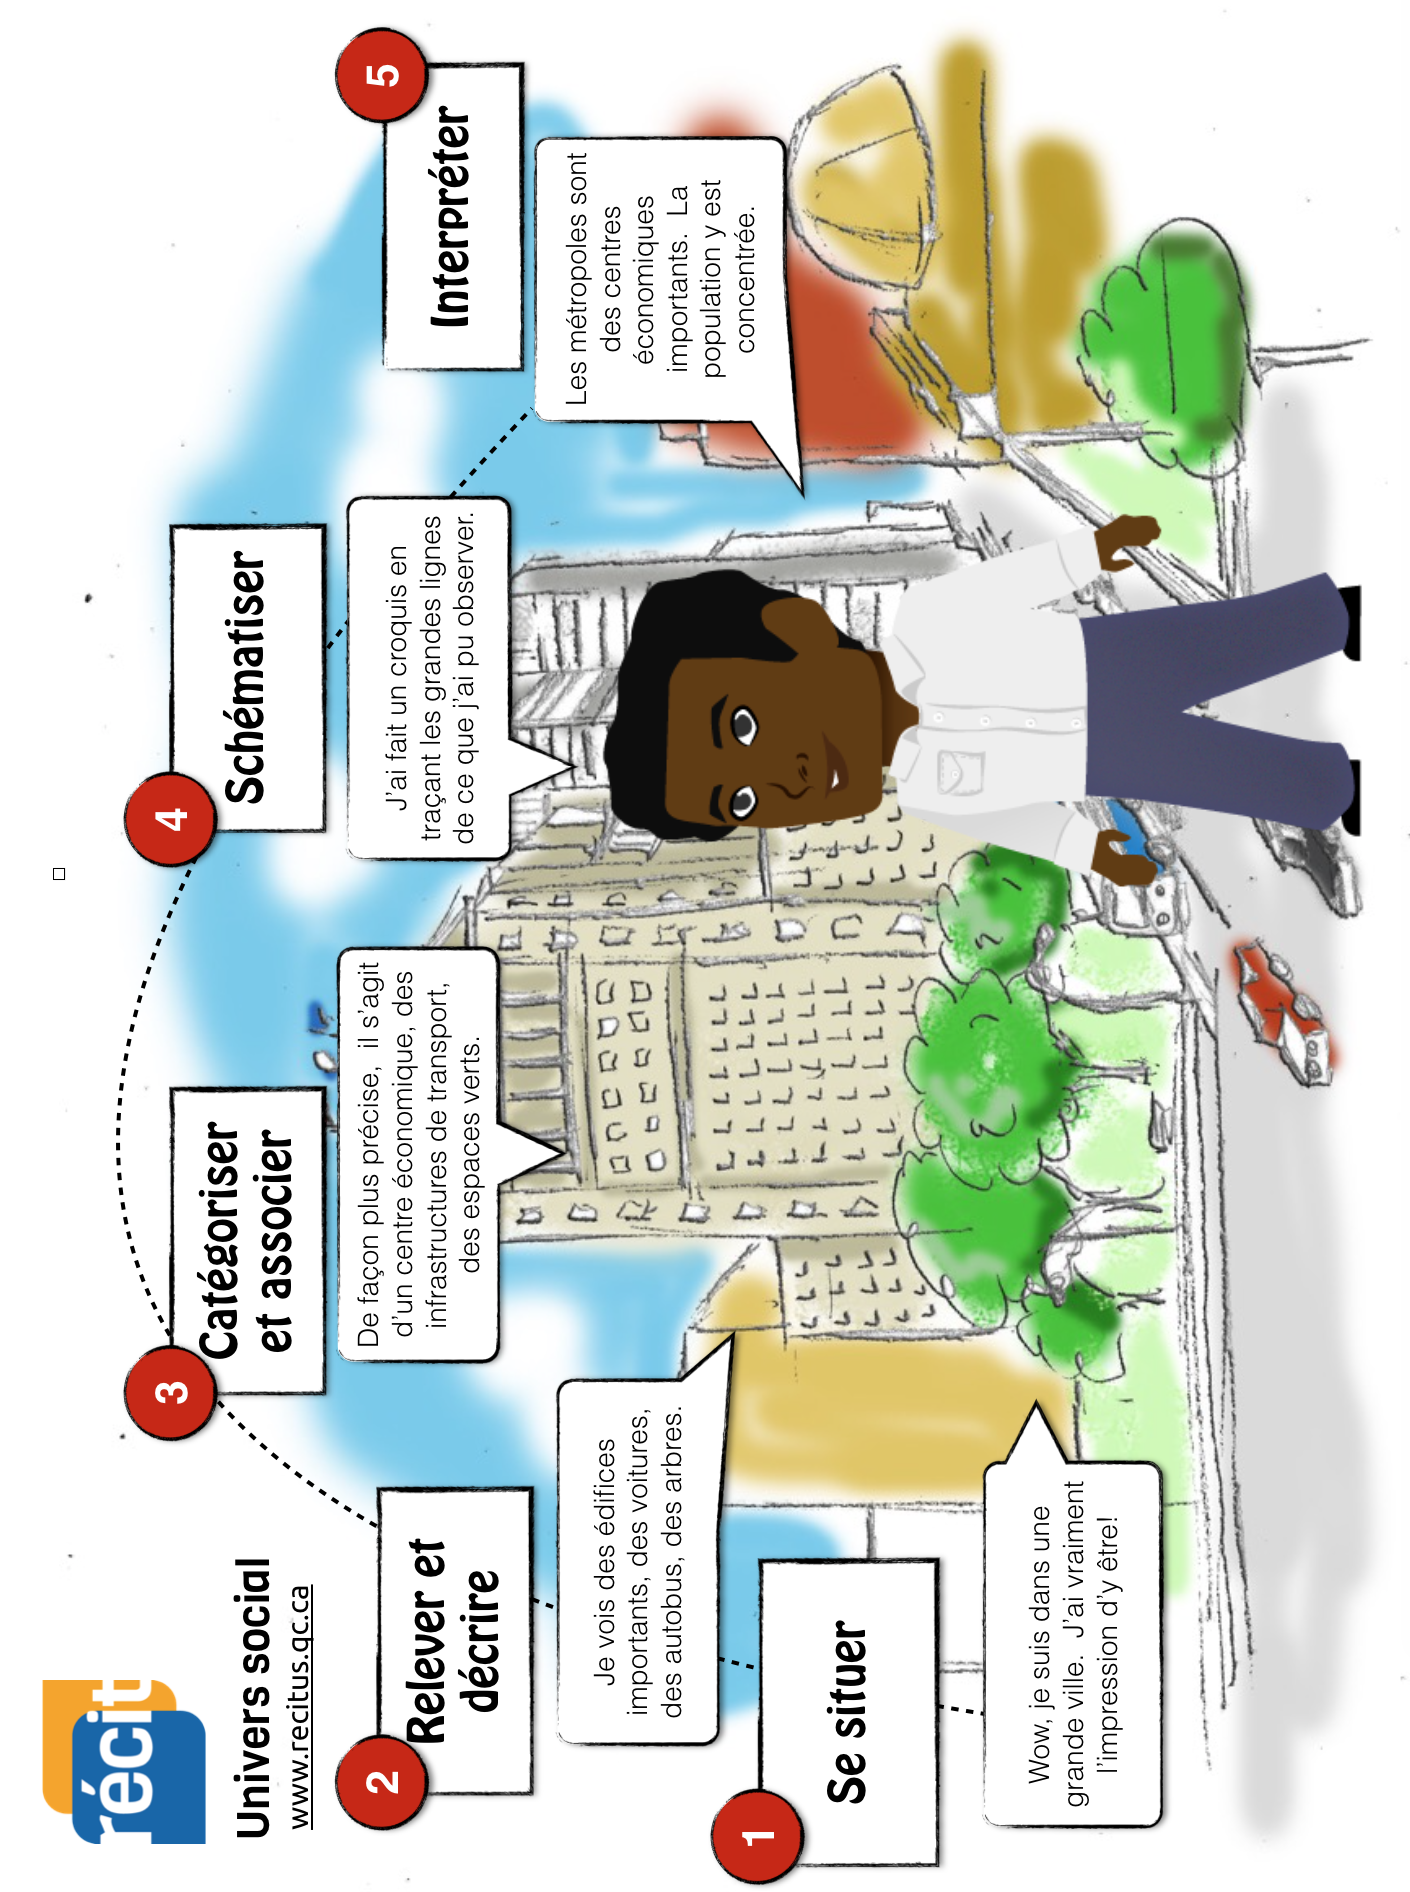 récit
Univers social
www.recitus.qc.ca
1
Se situer
Wow, je suis dans une
grande ville.  J'ai vraiment
l'impression d'y être!
2
Relever et
décrire
Je vois des édifices
importants, des voitures,
des autobus, des arbres.
3
Catégoriser
et associer
De façon plus précise,  il s'agit
d'un centre économique, des
infrastructures de transport,
des espaces verts.
4
Schématiser
J'ai fait un croquis en
traçant les grandes lignes
de ce que j'ai pu observer.
5
Interpréter
Les métropoles sont
des centres
économiques
importants.  La
population y est
concentrée.